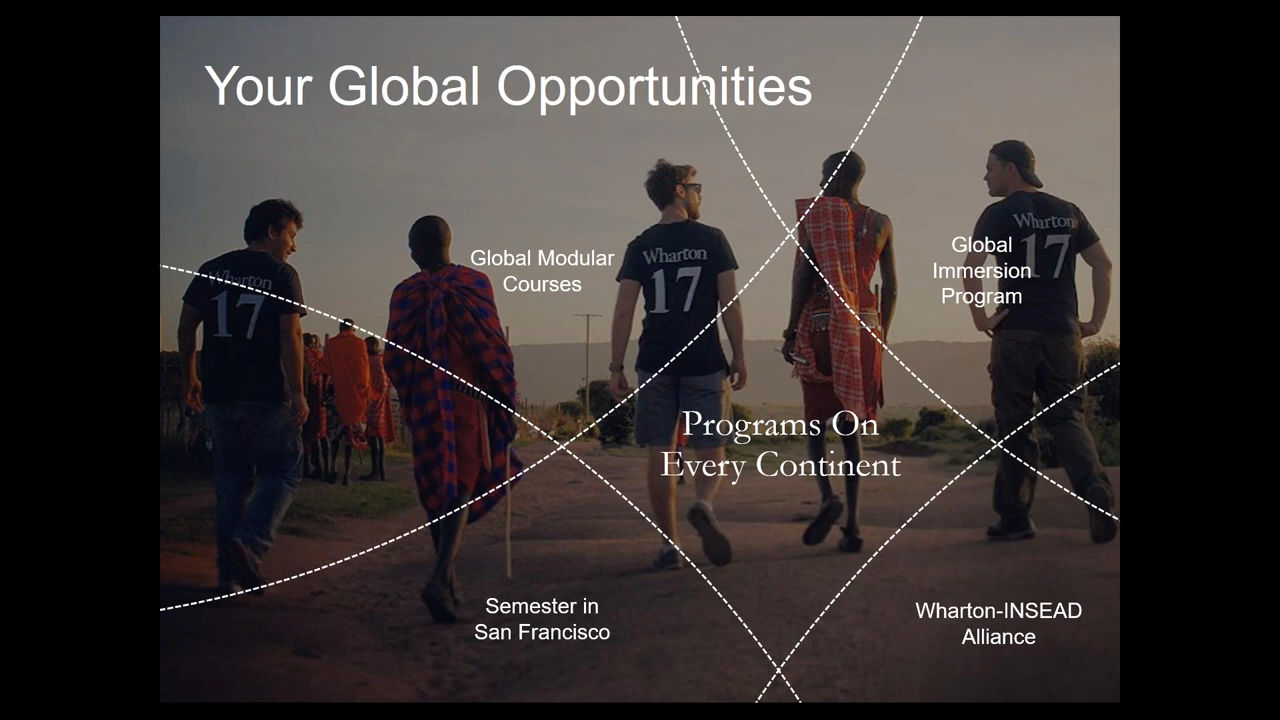 Your Global Opportunities
Wharton
17
Global Modular
Courses
Wharton
17
Global
Immersion
Program
Wharton
17
Programs On
Every Continent
Semester in
San Francisco
Wharton-INSEAD
Alliance